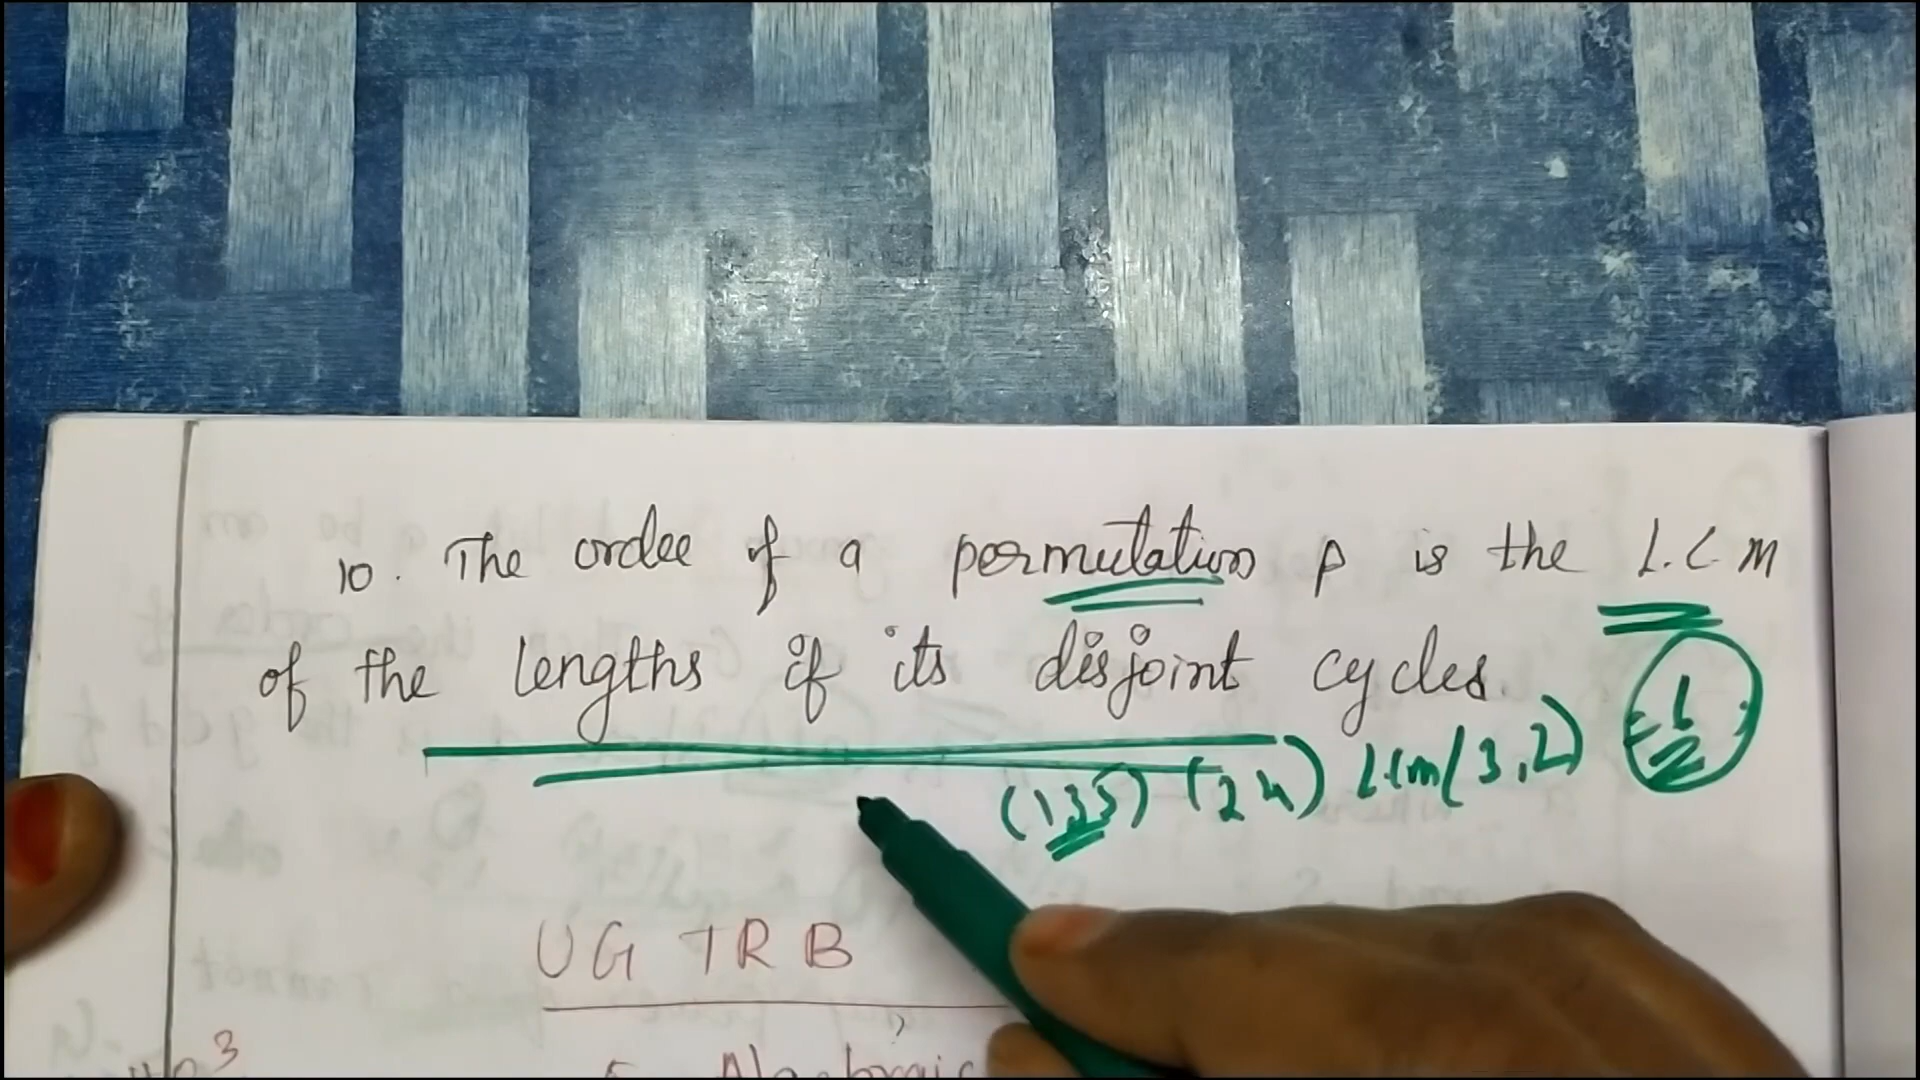 10. The order of a permutation p is the L.C.M
of the lengths of its disjoint cycles.
(135) (24) Lcm(3,2) = 6
UG TRB